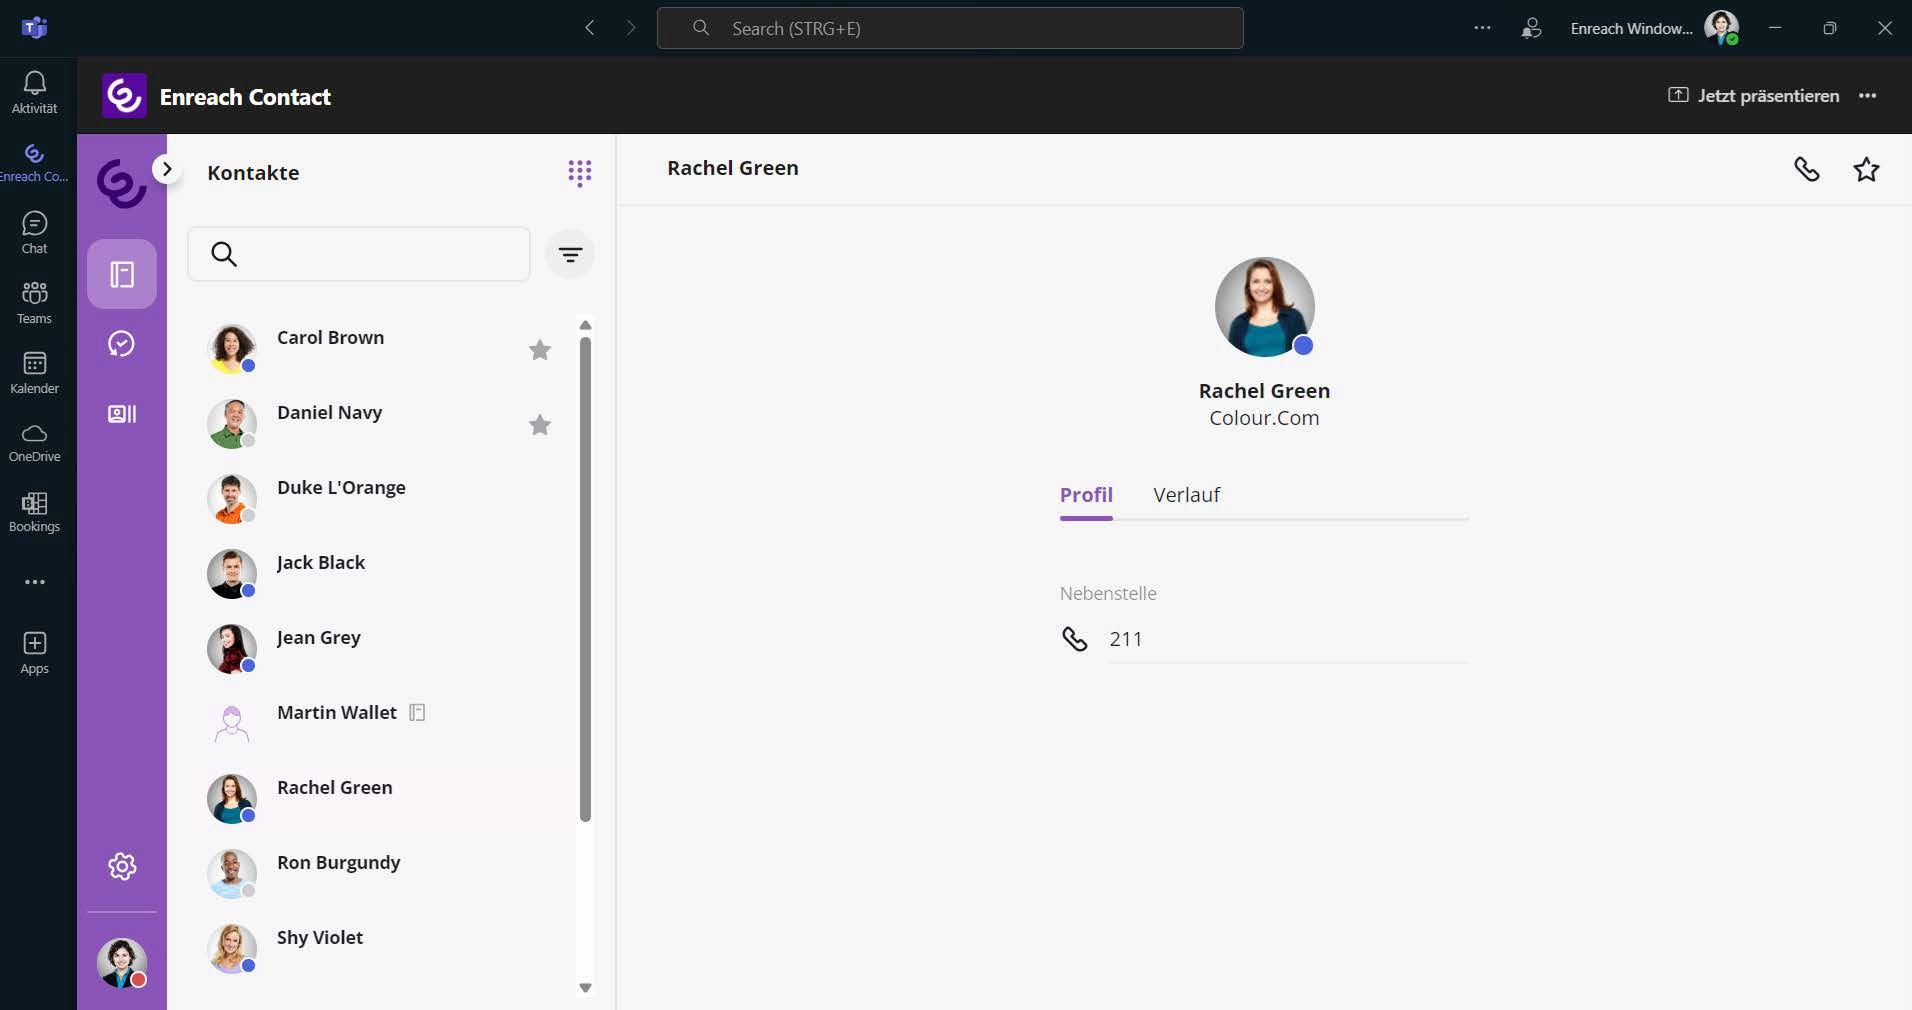 Search (STRG+E)
Enreach Window...
Aktivität
Enreach Co...
Chat
Teams
Kalender
OneDrive
Bookings
Apps
Enreach Contact
Jetzt präsentieren
Kontakte
Carol Brown
Daniel Navy
Duke L'Orange
Jack Black
Jean Grey
Martin Wallet
Rachel Green
Ron Burgundy
Shy Violet
Rachel Green
Rachel Green
Colour.Com
Profil Verlauf
Nebenstelle
211